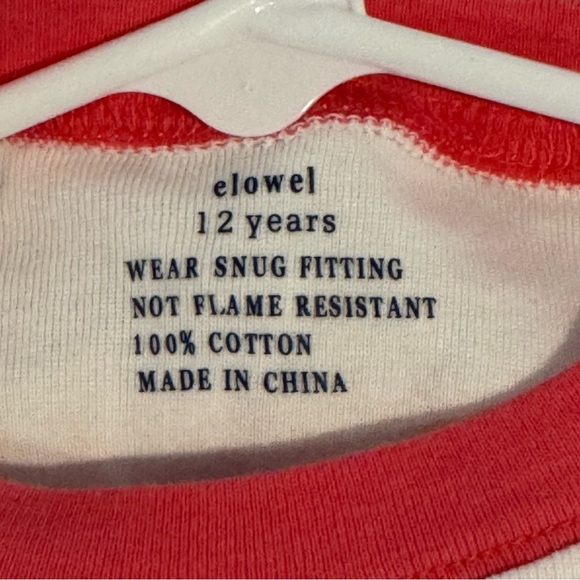 elowel
12 years
WEAR SNUG FITTING
NOT FLAME RESISTANT
100% COTTON
MADE IN CHINA